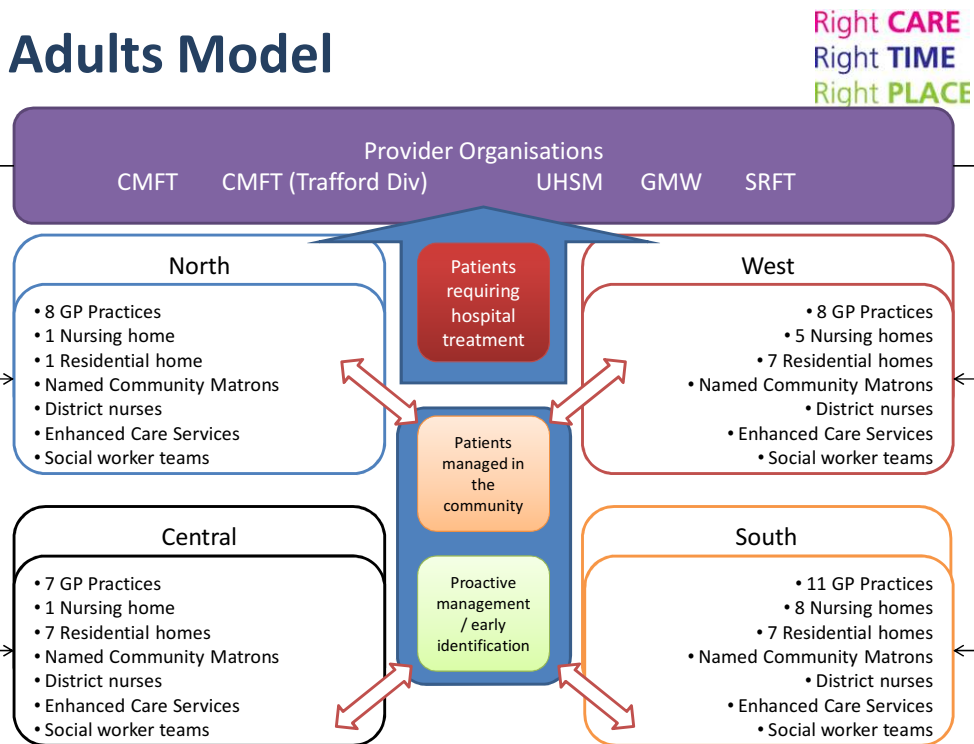 Adults Model
Right CARE
Right TIME
Right PLACE
Provider Organisations
CMFT CMFT (Trafford Div) UHSM GMW SRFT
North
• 8 GP Practices
• 1 Nursing home
• 1 Residential home
• Named Community Matrons
• District nurses
• Enhanced Care Services
• Social worker teams
Patients
requiring
hospital
treatment
West
• 8 GP Practices
• 5 Nursing homes
• 7 Residential homes
• Named Community Matrons
• District nurses
• Enhanced Care Services
• Social worker teams
Patients
managed in
the
community
Central
• 7 GP Practices
• 1 Nursing home
• 7 Residential homes
• Named Community Matrons
• District nurses
• Enhanced Care Services
• Social worker teams
Proactive
management
/ early
identification
South
• 11 GP Practices
• 8 Nursing homes
• 7 Residential homes
• Named Community Matrons
• District nurses
• Enhanced Care Services
• Social worker teams